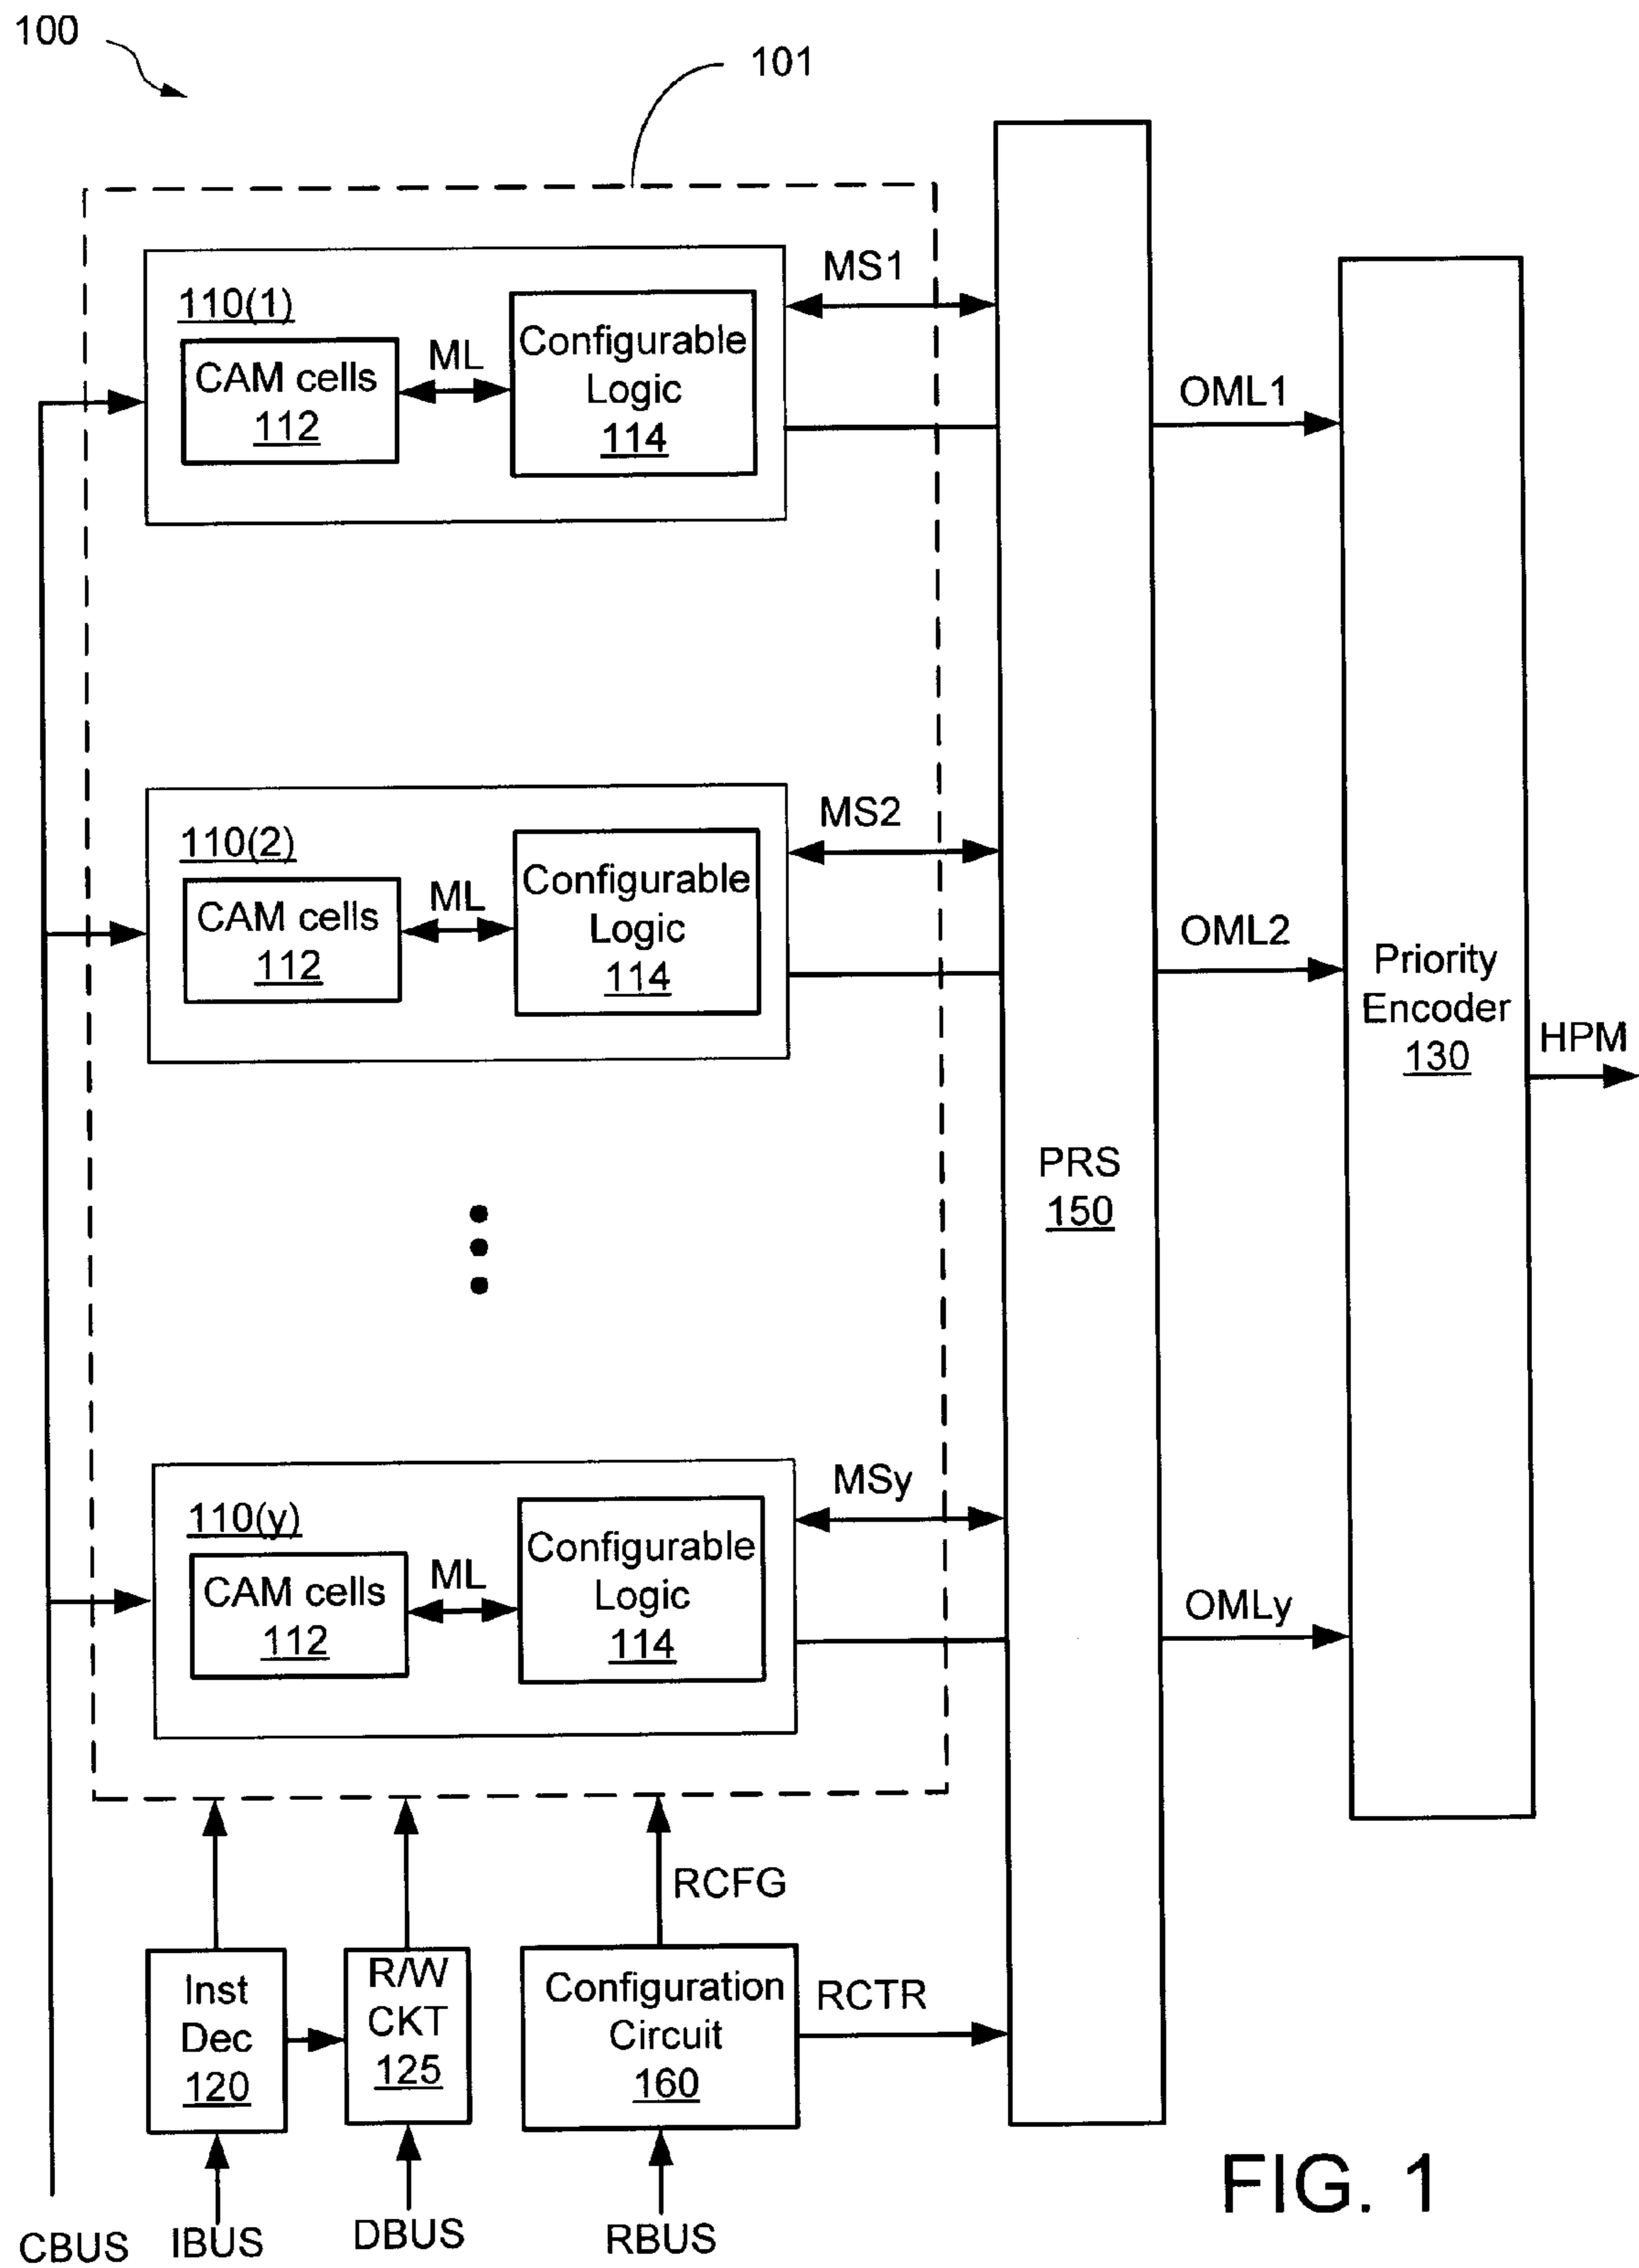 100
101
110(1)
CAM cells
112
ML
Configurable
Logic
114
MS1
OML1
110(2)
CAM cells
112
ML
Configurable
Logic
114
MS2
OML2
Priority
Encoder
130
HPM
PRS
150
110(y)
CAM cells
112
ML
Configurable
Logic
114
MSy
OMLy
RCFG
Inst
Dec
120
R/W
CKT
125
Configuration
Circuit
160
RCTR
CBUS
IBUS
DBUS
RBUS
FIG. 1